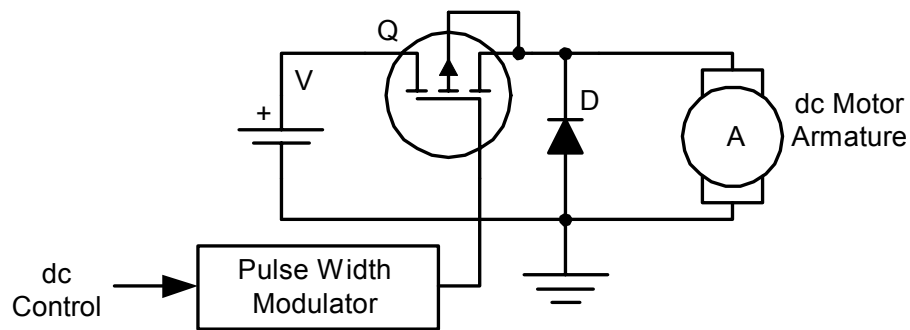 Q
V
+
D
A
dc Motor
Armature
dc
Control
Pulse Width
Modulator